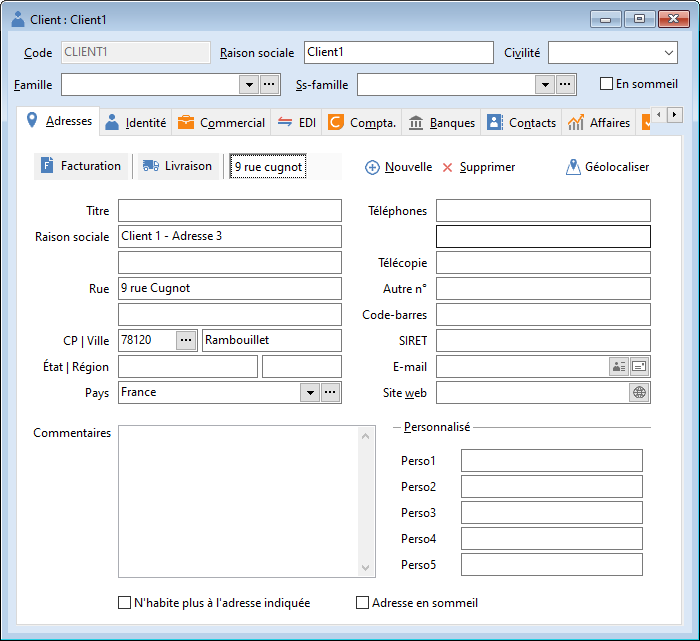 Client : Client1
Code CLIENT1 Raison sociale Client1 Civilité
Famille Ss-famille En sommeil
Adresses Identité Commercial EDI Compta. Banques Contacts Affaires
Facturation Livraison 9 rue cugnot Nouvelle Supprimer Géolocaliser
Titre Téléphones
Raison sociale Client 1 - Adresse 3
Télécopie
Rue 9 rue Cugnot Autre n°
Code-barres
CP | Ville 78120 ... Rambouillet SIRET
État | Région E-mail
Pays France ... Site web
Commentaires Personnalisé
Perso1
Perso2
Perso3
Perso4
Perso5
N'habite plus à l'adresse indiquée Adresse en sommeil